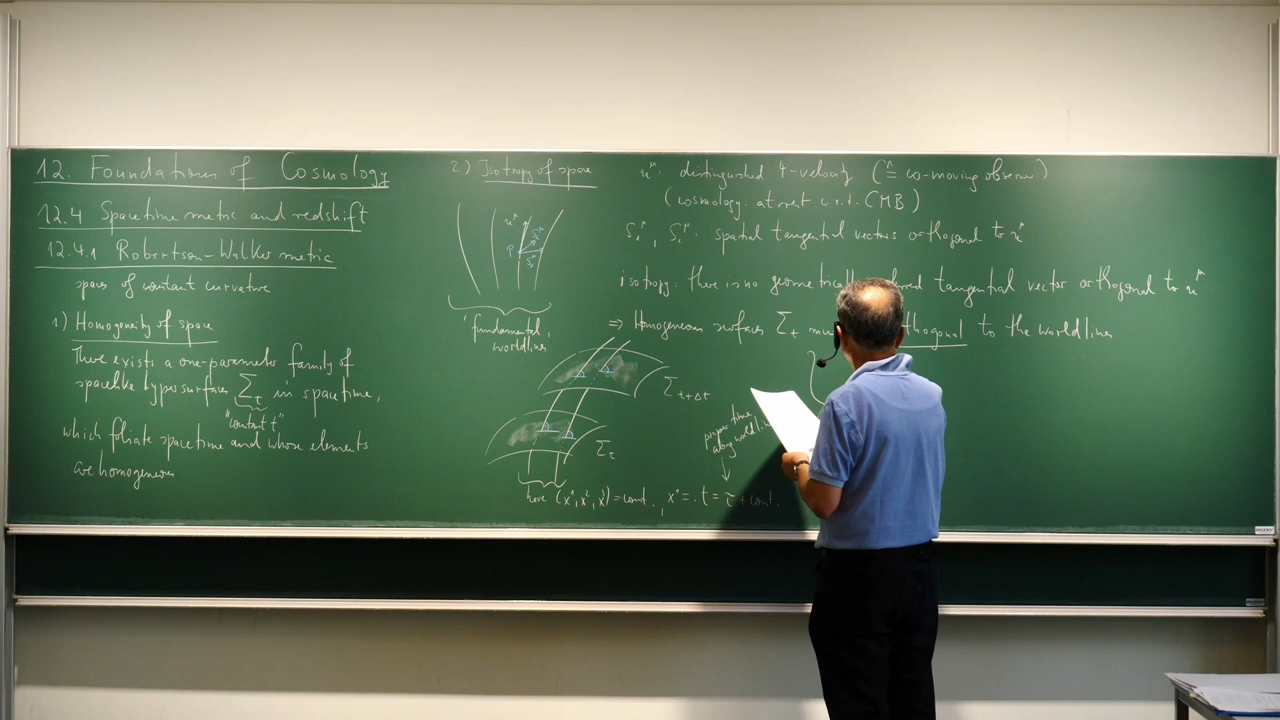 12. Foundations of Cosmology
12.4 Spacetime metric and redshift
12.4.1 Robertson-Walker metric
spaces of constant curvature
1) Homogeneity of space
There exists a one-parameter family of
spacelike hypersurfaces Σ_t in spacetime,
"constant t"
which foliate spacetime and whose elements
are homogeneous
2) Isotropy of space
u^μ
P
"fundamental
worldlines
Σ_{t+Δt}
Σ_t
here (x¹, x², x³) = const., x⁰ = t = τ + const.
proper time
along worldline
u^μ: distinguished 4-velocity (≙ co-moving observer)
(cosmology: at rest w.r.t. CMB)
S₁^μ, S₂^μ: spatial tangential vectors orthogonal to u^μ
isotropy: there is no geometrically tangential vector orthogonal to u^μ
⇒ Homogeneous surfaces Σ_t orthogonal to the worldlines